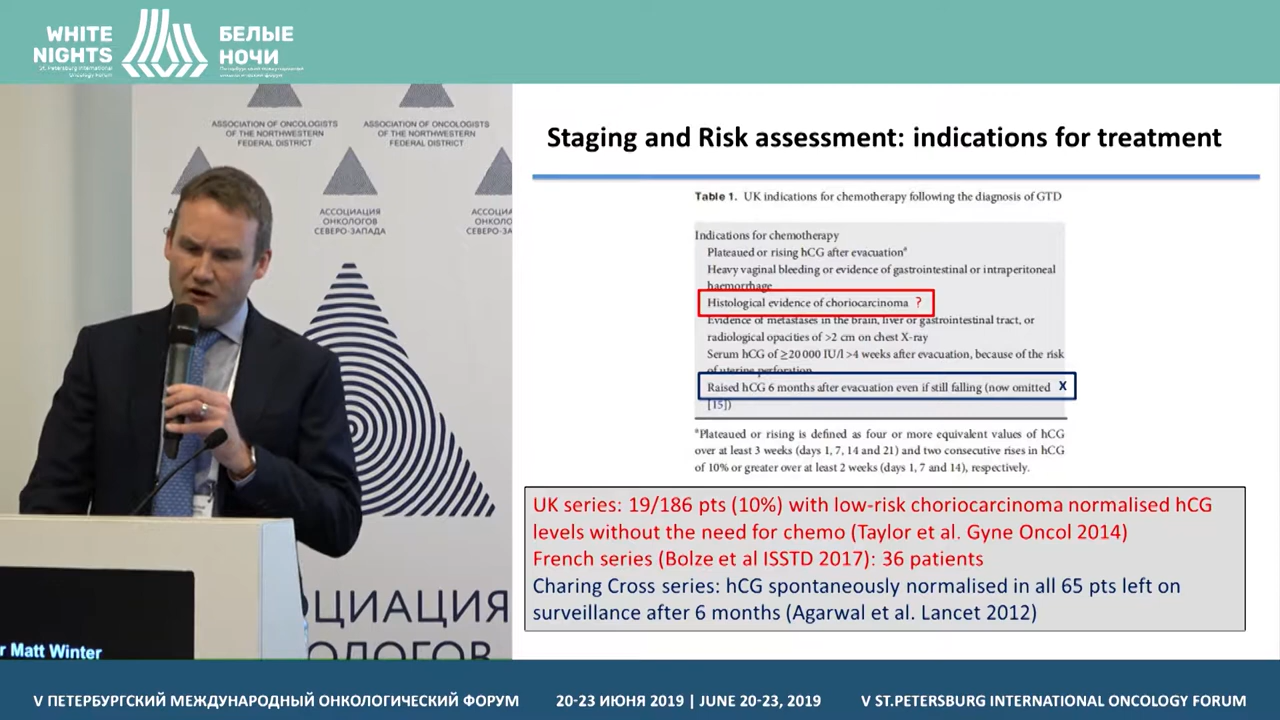 WHITE
NIGHTS
St. Petersburg International
Oncology Forum
БЕЛЫЕ
НОЧИ
ASSOCIATION OF ONCOLOGISTS
OF THE NORTHWESTERN
FEDERAL DISTRICT
ASSOCIATION OF ONCOLOGISTS
OF THE NORTHWESTERN
FEDERAL DISTRICT
АССОЦИАЦИЯ
ОНКОЛОГОВ
СЕВЕРО-ЗАПАДА
АССОЦИА
ОНКОЛО
СЕВЕРО-З
ОЦИАЦИЯ
ОЛОГОВ
r Matt Winter
Staging and Risk assessment: indications for treatment
Table 1. UK indications for chemotherapy following the diagnosis of GTD
Indications for chemotherapy
Plateaued or rising hCG after evacuationa
Heavy vaginal bleeding or evidence of gastrointestinal or intraperitoneal
haemorrhage
Histological evidence of choriocarcinoma ?
Evidence of metastases in the brain, liver or gastrointestinal tract, or
radiological opacities of >2 cm on chest X-ray
Serum hCG of ≥20 000 IU/l >4 weeks after evacuation, because of the risk
of uterine perforation
Raised hCG 6 months after evacuation even if still falling (now omitted X
[15])
aPlateaued or rising is defined as four or more equivalent values of hCG
over at least 3 weeks (days 1, 7, 14 and 21) and two consecutive rises in hCG
of 10% or greater over at least 2 weeks (days 1, 7 and 14), respectively.
UK series: 19/186 pts (10%) with low-risk choriocarcinoma normalised hCG
levels without the need for chemo (Taylor et al. Gyne Oncol 2014)
French series (Bolze et al ISSTD 2017): 36 patients
Charing Cross series: hCG spontaneously normalised in all 65 pts left on
surveillance after 6 months (Agarwal et al. Lancet 2012)
V ПЕТЕРБУРГСКИЙ МЕЖДУНАРОДНЫЙ ОНКОЛОГИЧЕСКИЙ ФОРУМ
20-23 ИЮНЯ 2019 | JUNE 20-23, 2019
V ST.PETERSBURG INTERNATIONAL ONCOLOGY FORUM